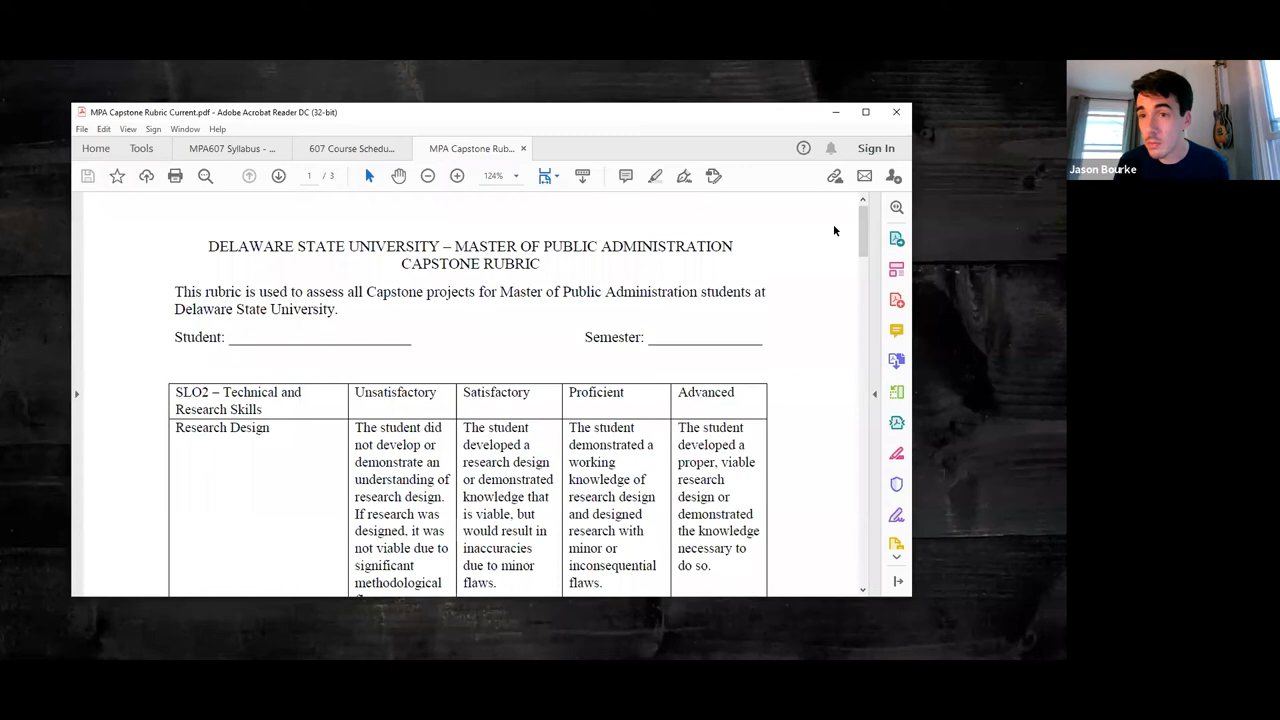 MPA Capstone Rubric Current.pdf - Adobe Acrobat Reader DC (32-bit)
File Edit View Sign Window Help
Home Tools MPA607 Syllabus - ... 607 Course Schedu... MPA Capstone Rub... × Sign In
1 / 3 124%
Jason Bourke
DELAWARE STATE UNIVERSITY – MASTER OF PUBLIC ADMINISTRATION
CAPSTONE RUBRIC
This rubric is used to assess all Capstone projects for Master of Public Administration students at
Delaware State University.
Student: ________________________ Semester: _______________
SLO2 – Technical and
Research Skills
Unsatisfactory
Satisfactory
Proficient
Advanced
Research Design
The student did
not develop or
demonstrate an
understanding of
research design.
If research was
designed, it was
not viable due to
significant
methodological
The student
developed a
research design
or demonstrated
knowledge that
is viable, but
would result in
inaccuracies
due to minor
flaws.
The student
demonstrated a
working
knowledge of
research design
and designed
research with
minor or
inconsequential
flaws.
The student
developed a
proper, viable
research
design or
demonstrated
the knowledge
necessary to
do so.